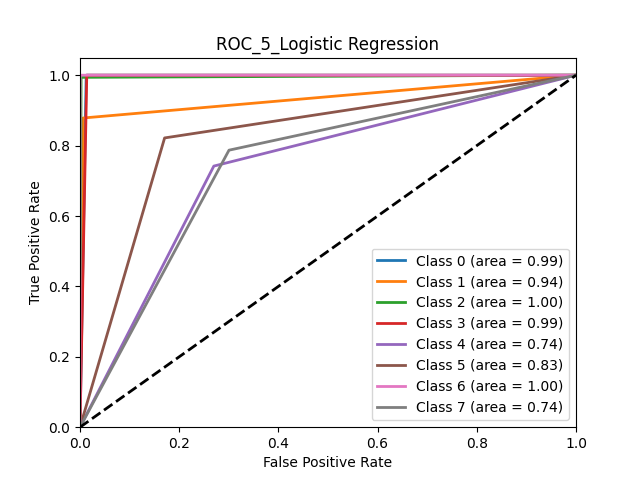 ROC_5_Logistic Regression
True Positive Rate
1.0
0.8
0.6
0.4
0.2
0.0
Class 0 (area = 0.99)
Class 1 (area = 0.94)
Class 2 (area = 1.00)
Class 3 (area = 0.99)
Class 4 (area = 0.74)
Class 5 (area = 0.83)
Class 6 (area = 1.00)
Class 7 (area = 0.74)
0.0 0.2 0.4 0.6 0.8 1.0
False Positive Rate